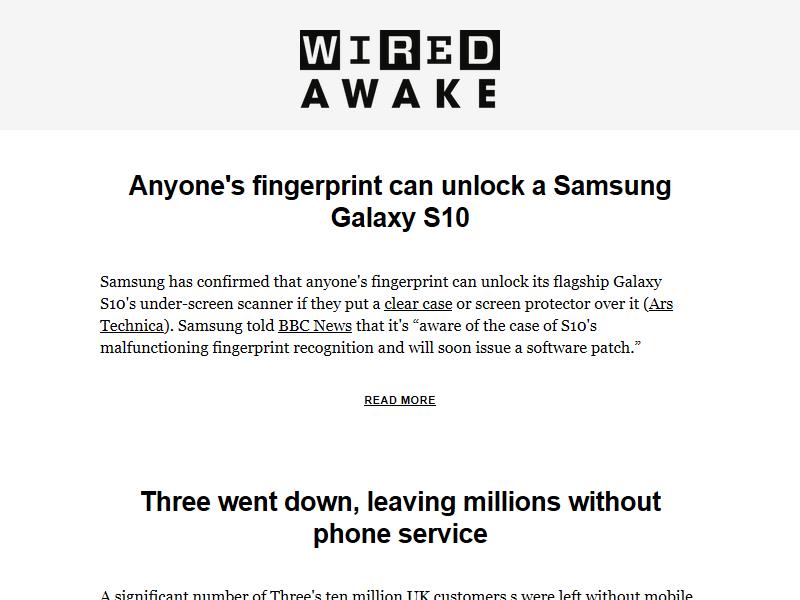 WIRED
AWAKE
Anyone's fingerprint can unlock a Samsung
Galaxy S10
Samsung has confirmed that anyone's fingerprint can unlock its flagship Galaxy
S10's under-screen scanner if they put a clear case or screen protector over it (Ars
Technica). Samsung told BBC News that it's “aware of the case of S10's
malfunctioning fingerprint recognition and will soon issue a software patch.”
READ MORE
Three went down, leaving millions without
phone service
A significant number of Three's ten million UK customers s were left without mobile